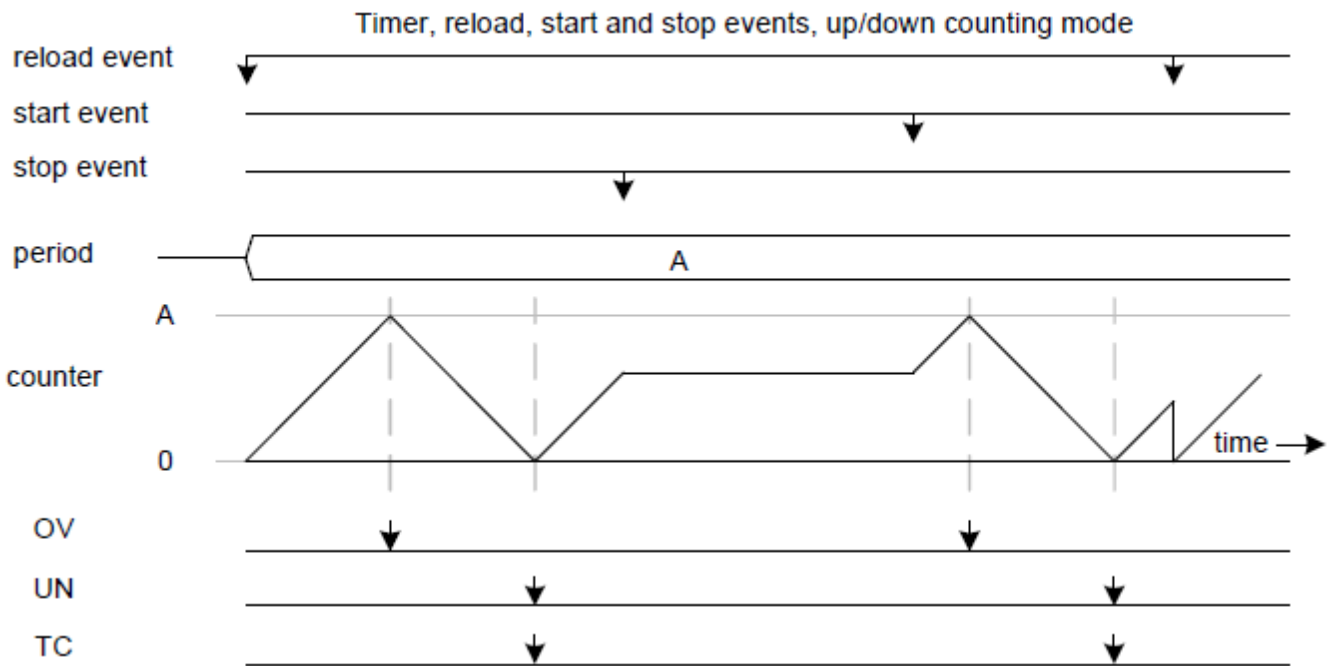 Timer, reload, start and stop events, up/down counting mode
reload event
start event
stop event
period
A
A
counter
time
0
OV
UN
TC